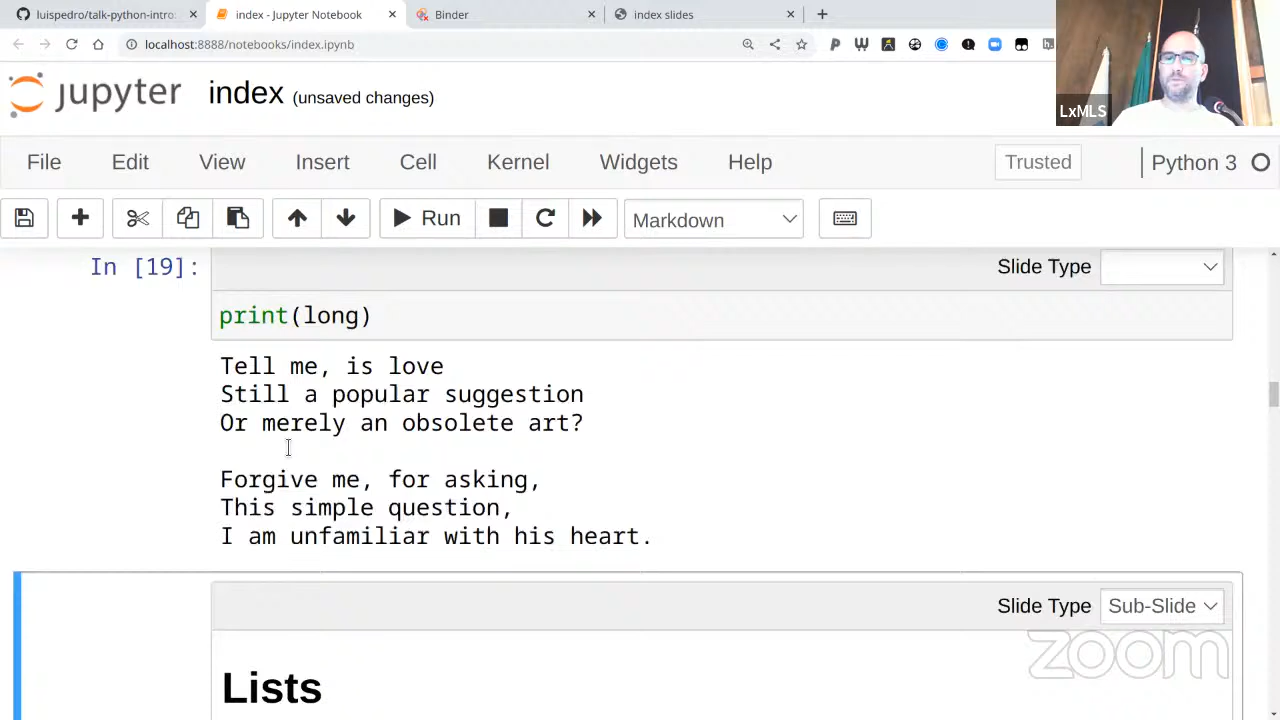 luispedro/talk-python-intro:
index - Jupyter Notebook
Binder
index slides
localhost:8888/notebooks/index.ipynb
LxMLS
jupyter
index (unsaved changes)
File Edit View Insert Cell Kernel Widgets Help
Trusted
Python 3
Run
Markdown
In [19]:
Slide Type
print(long)
Tell me, is love
Still a popular suggestion
Or merely an obsolete art?
Forgive me, for asking,
This simple question,
I am unfamiliar with his heart.
Slide Type Sub-Slide
zoom
Lists